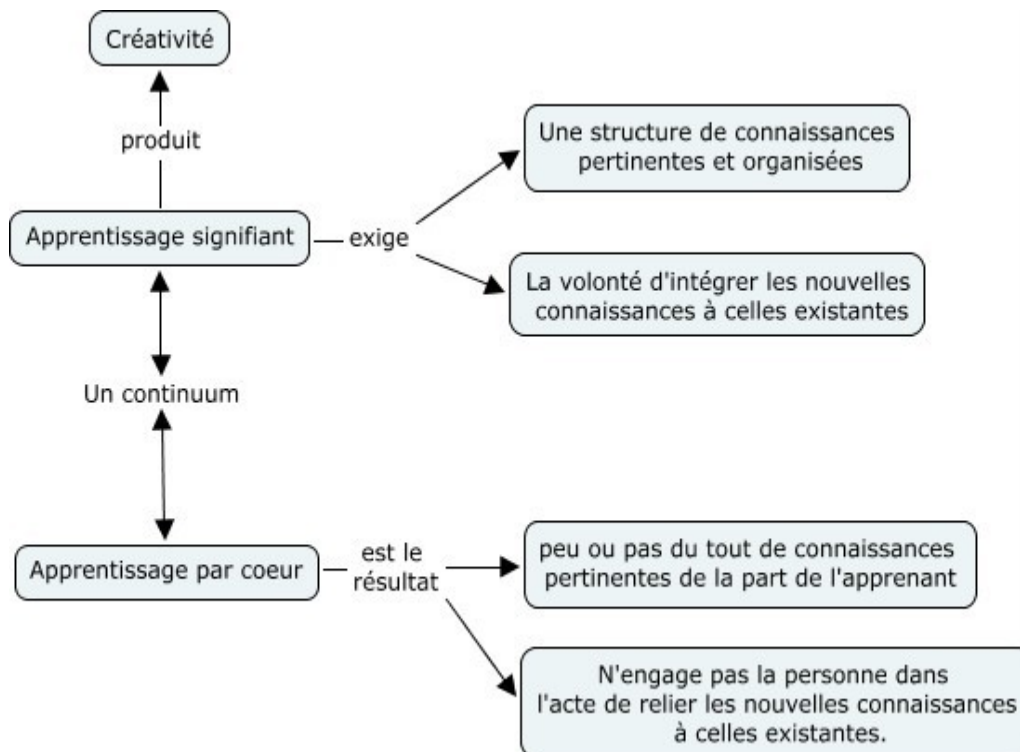 Créativité
produit
Une structure de connaissances
pertinentes et organisées
Apprentissage signifiant
exige
La volonté d'intégrer les nouvelles
connaissances à celles existantes
Un continuum
Apprentissage par coeur
est le
résultat
peu ou pas du tout de connaissances
pertinentes de la part de l'apprenant
N'engage pas la personne dans
l'acte de relier les nouvelles connaissances
à celles existantes.